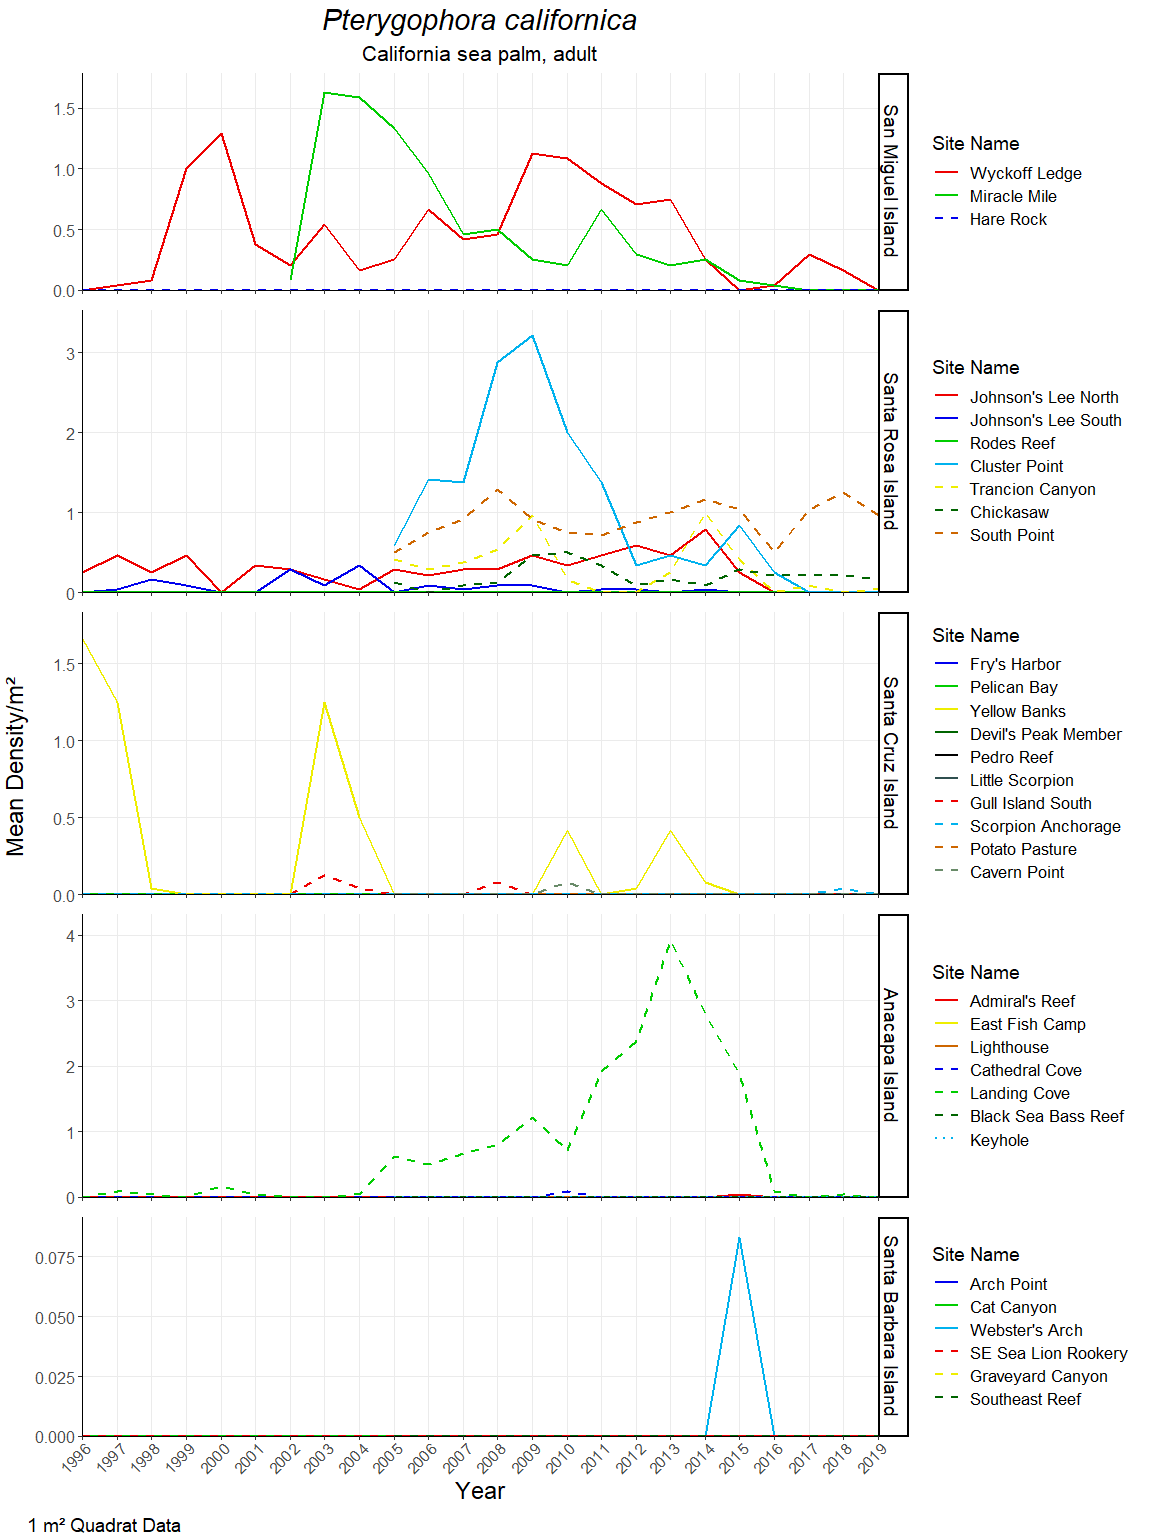 Pterygophora californica
California sea palm, adult
Mean Density/m²
1.5
1.0
0.5
0.0
San Miguel Island
Site Name
Wyckoff Ledge
Miracle Mile
Hare Rock
3
2
1
0
Santa Rosa Island
Site Name
Johnson's Lee North
Johnson's Lee South
Rodes Reef
Cluster Point
Trancion Canyon
Chickasaw
South Point
1.5
1.0
0.5
0.0
Santa Cruz Island
Site Name
Fry's Harbor
Pelican Bay
Yellow Banks
Devil's Peak Member
Pedro Reef
Little Scorpion
Gull Island South
Scorpion Anchorage
Potato Pasture
Cavern Point
4
3
2
1
0
Anacapa Island
Site Name
Admiral's Reef
East Fish Camp
Lighthouse
Cathedral Cove
Landing Cove
Black Sea Bass Reef
Keyhole
0.075
0.050
0.025
0.000
Santa Barbara Island
Site Name
Arch Point
Cat Canyon
Webster's Arch
SE Sea Lion Rookery
Graveyard Canyon
Southeast Reef
1996 1997 1998 1999 2000 2001 2002 2003 2004 2005 2006 2007 2008 2009 2010 2011 2012 2013 2014 2015 2016 2017 2018 2019
Year
1 m² Quadrat Data